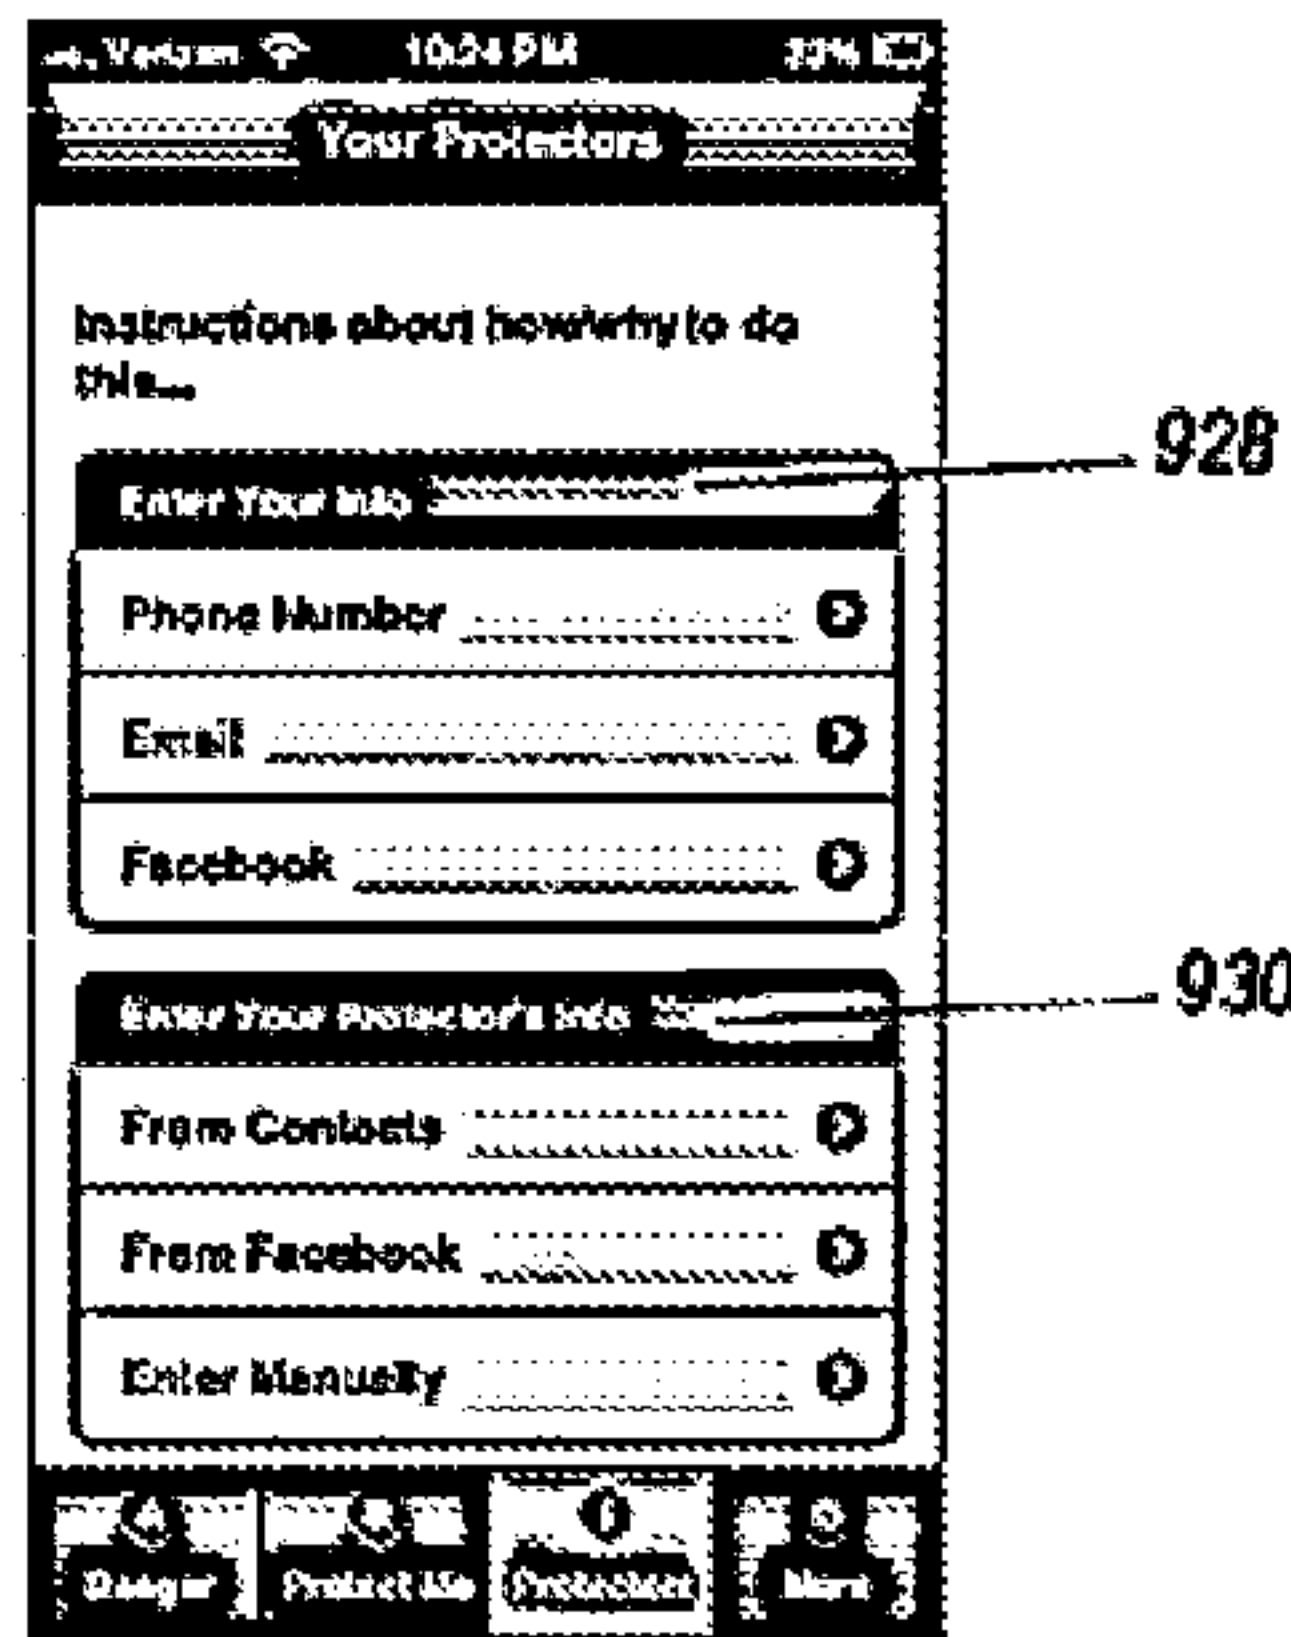 Verizon 10:24 PM
Your Protectors
Instructions about how/why to do
this...
928
Enter Your Info
Phone Number
Email
Facebook
930
Enter Your Protector's Info
From Contacts
From Facebook
Enter Manually
Danger Protect Me Protectors More